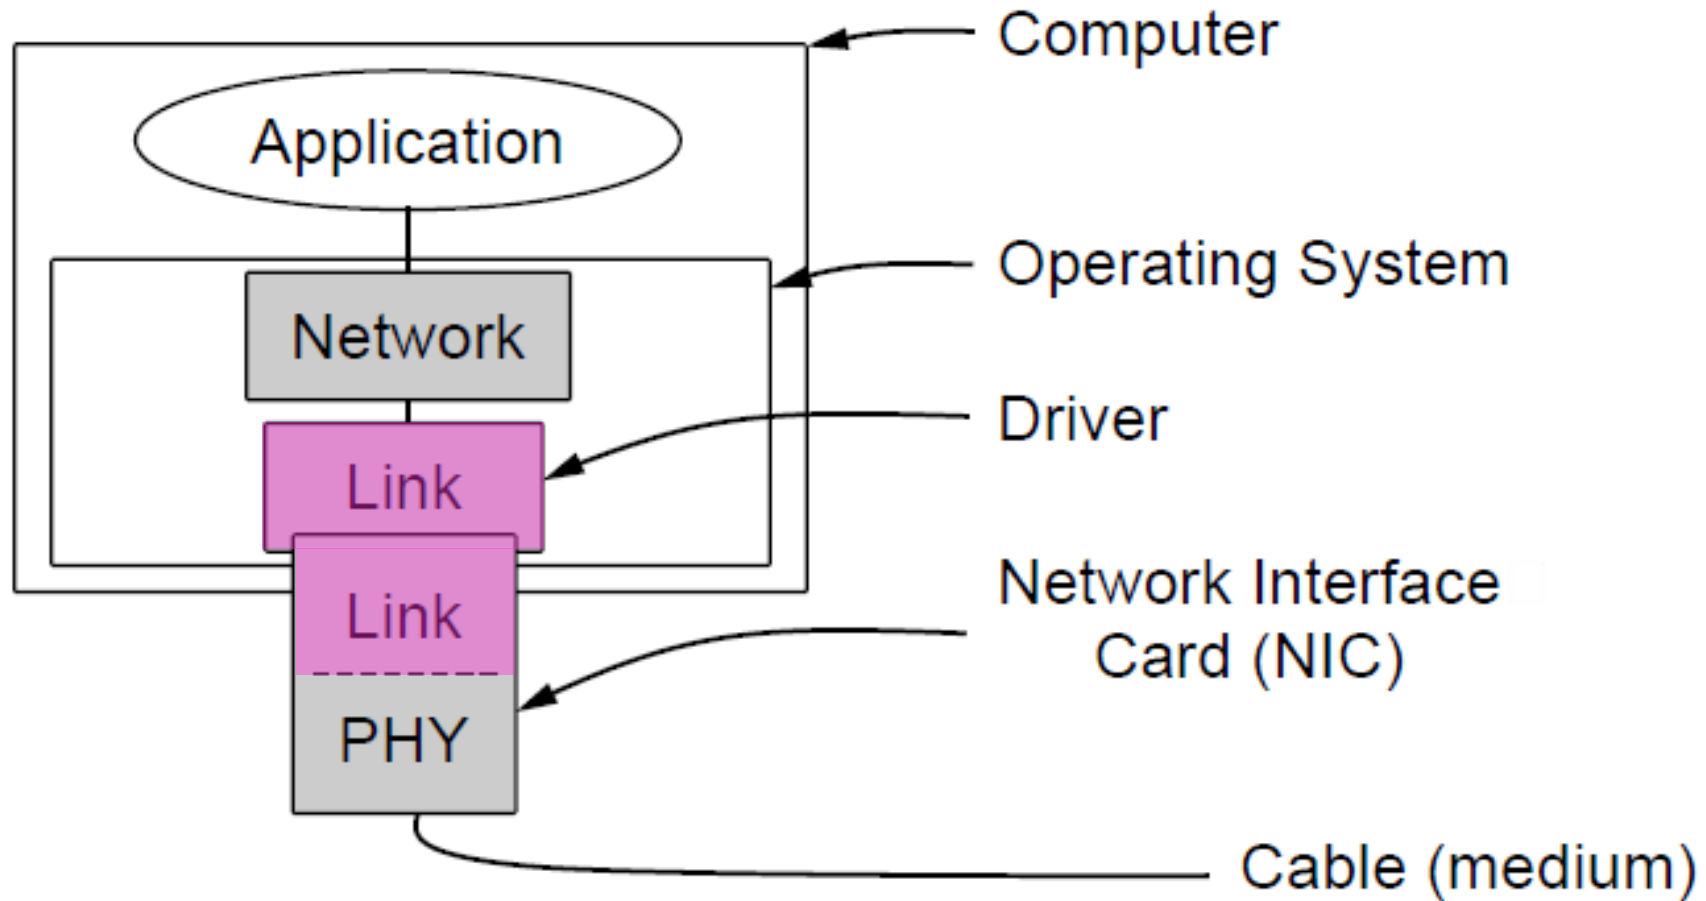 Computer
Application
Operating System
Network
Driver
Link
Network Interface
Card (NIC)
Link
PHY
Cable (medium)